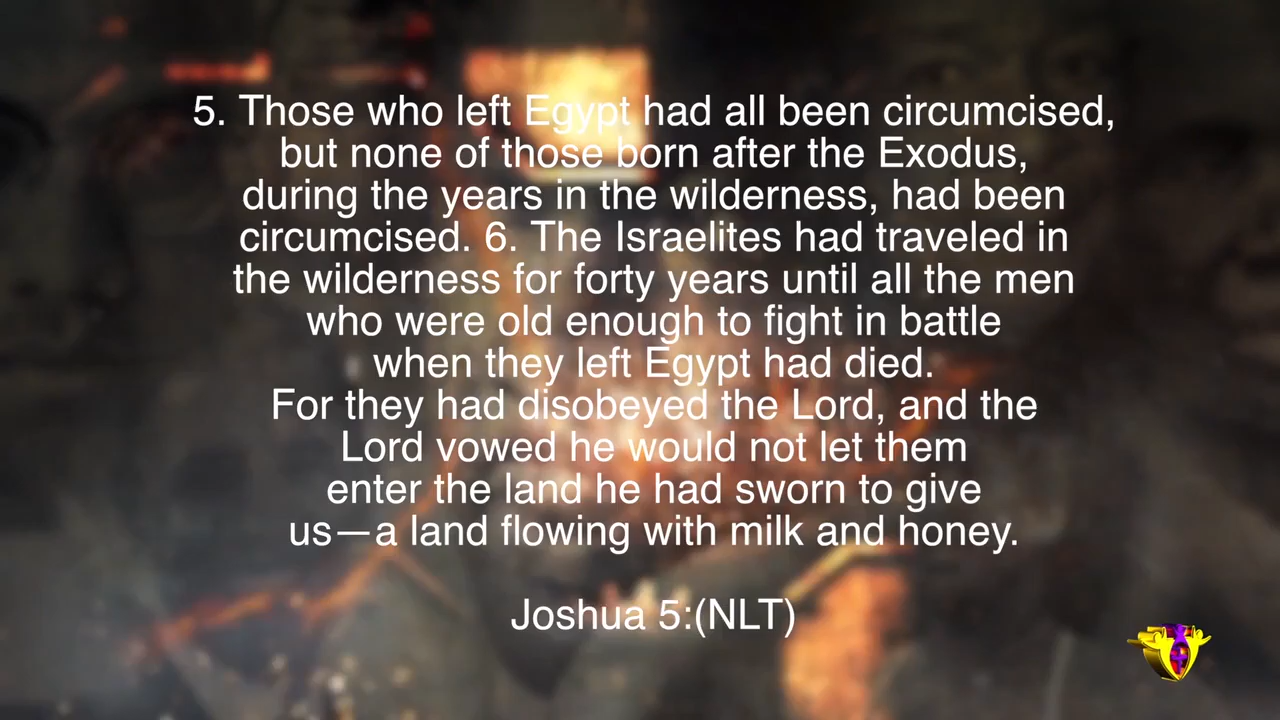 5. Those who left Egypt had all been circumcised,
but none of those born after the Exodus,
during the years in the wilderness, had been
circumcised. 6. The Israelites had traveled in
the wilderness for forty years until all the men
who were old enough to fight in battle
when they left Egypt had died.
For they had disobeyed the Lord, and the
Lord vowed he would not let them
enter the land he had sworn to give
us—a land flowing with milk and honey.
Joshua 5:(NLT)